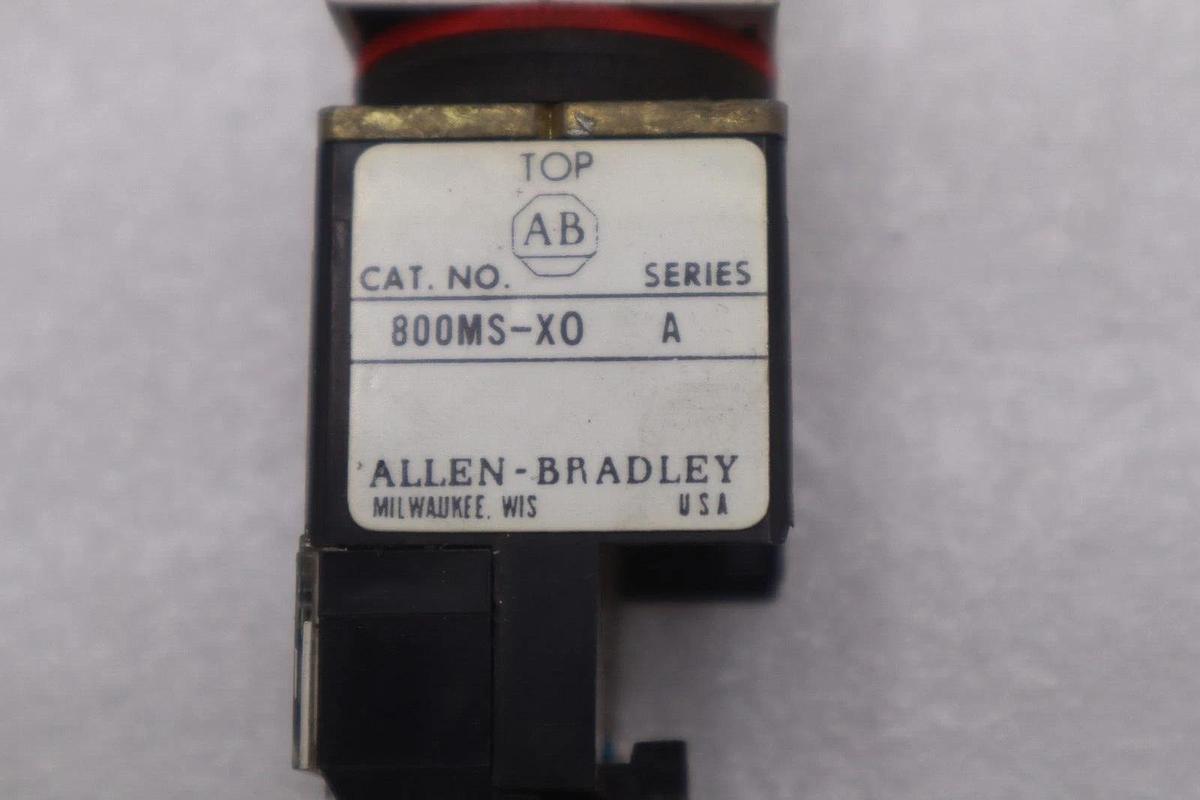 TOP
AB
CAT. NO. SERIES
800MS-XO A
ALLEN-BRADLEY
MILWAUKEE, WIS USA